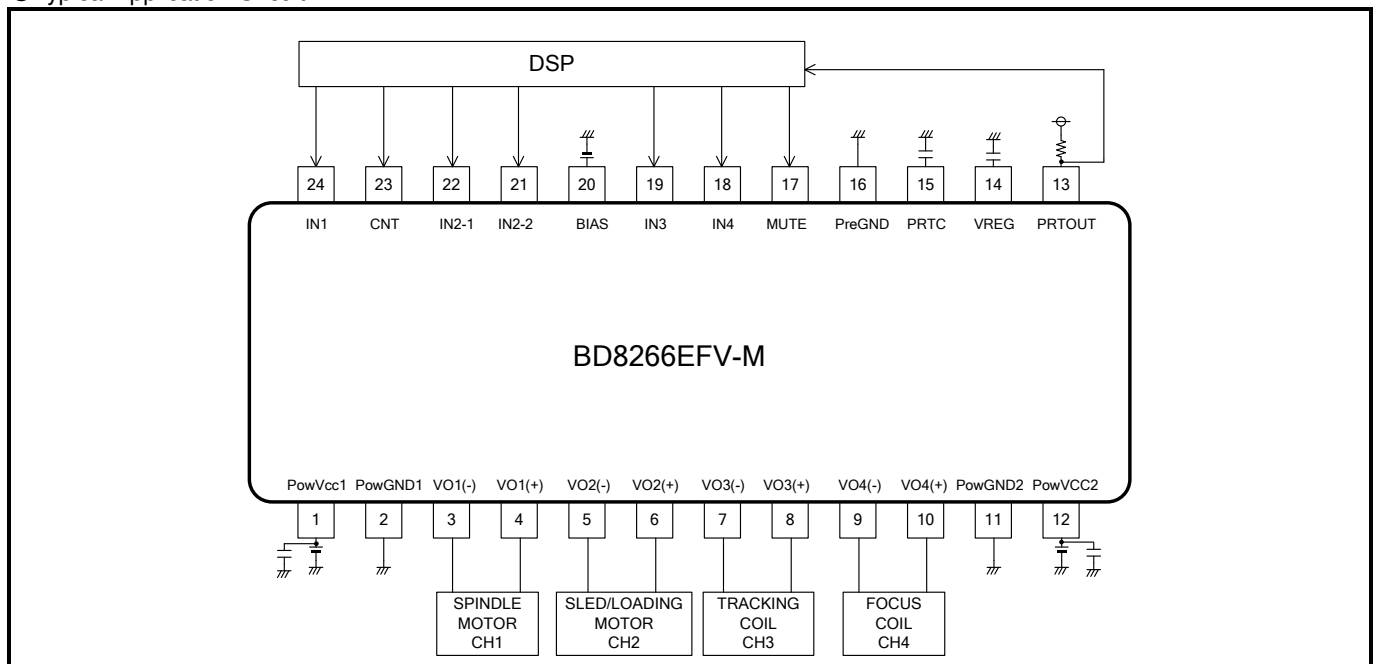 Typical Application Circuit
DSP
24 23 22 21 20 19 18 17 16 15 14 13
IN1 CNT IN2-1 IN2-2 BIAS IN3 IN4 MUTE PreGND PRTC VREG PRTOUT
BD8266EFV-M
PowVcc1 PowGND1 VO1(-) VO1(+) VO2(-) VO2(+) VO3(-) VO3(+) VO4(-) VO4(+) PowGND2 PowVCC2
1 2 3 4 5 6 7 8 9 10 11 12
SPINDLE
MOTOR
CH1
SLED/LOADING
MOTOR
CH2
TRACKING
COIL
CH3
FOCUS
COIL
CH4